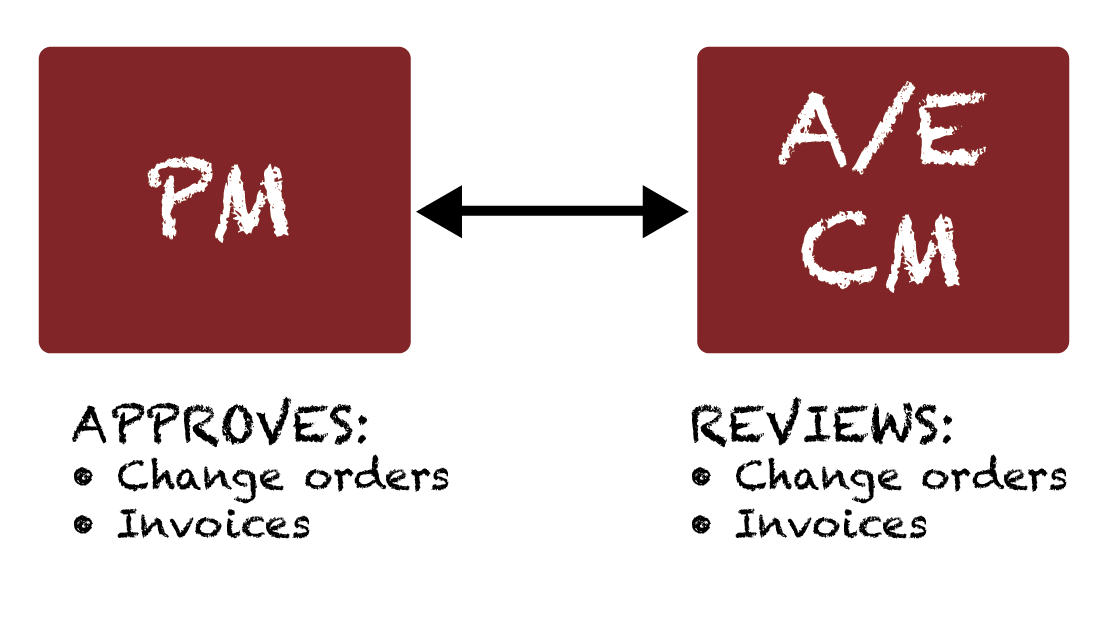 PM
A/E
CM
APPROVES:
• Change orders
• Invoices
REVIEWS:
• Change orders
• Invoices